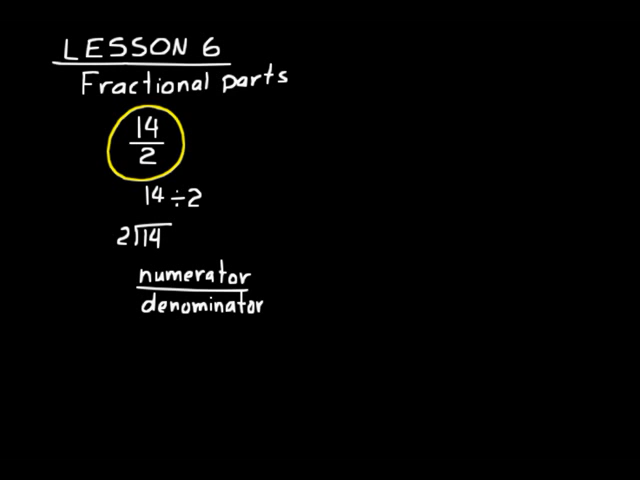 LESSON 6
Fractional parts
14
2
14 ÷ 2
2⟌14
numerator
denominator